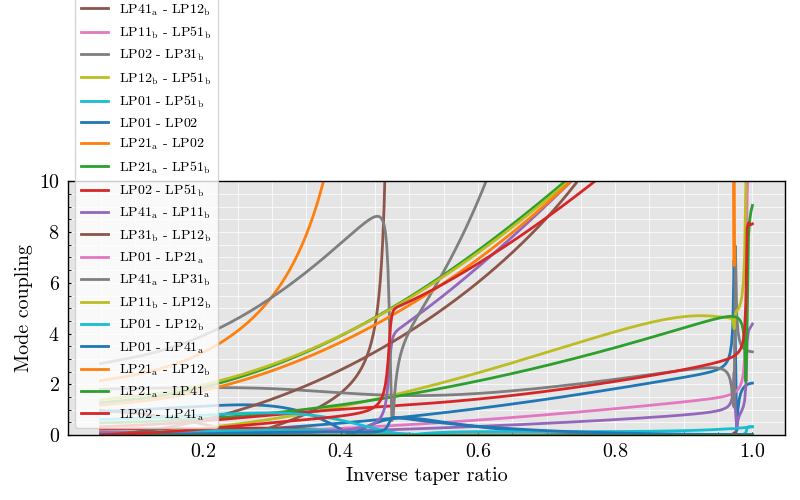 LP41a - LP12b
LP11b - LP51b
LP02 - LP31b
LP12b - LP51b
LP01 - LP51b
LP01 - LP02
LP21a - LP02
LP21a - LP51b
LP02 - LP51b
LP41a - LP11b
LP31b - LP12b
LP01 - LP21a
LP41a - LP31b
LP11b - LP12b
LP01 - LP12b
LP01 - LP41a
LP21a - LP12b
LP21a - LP41a
LP02 - LP41a
Mode coupling
10
8
6
4
2
0
0.2 0.4 0.6 0.8 1.0
Inverse taper ratio